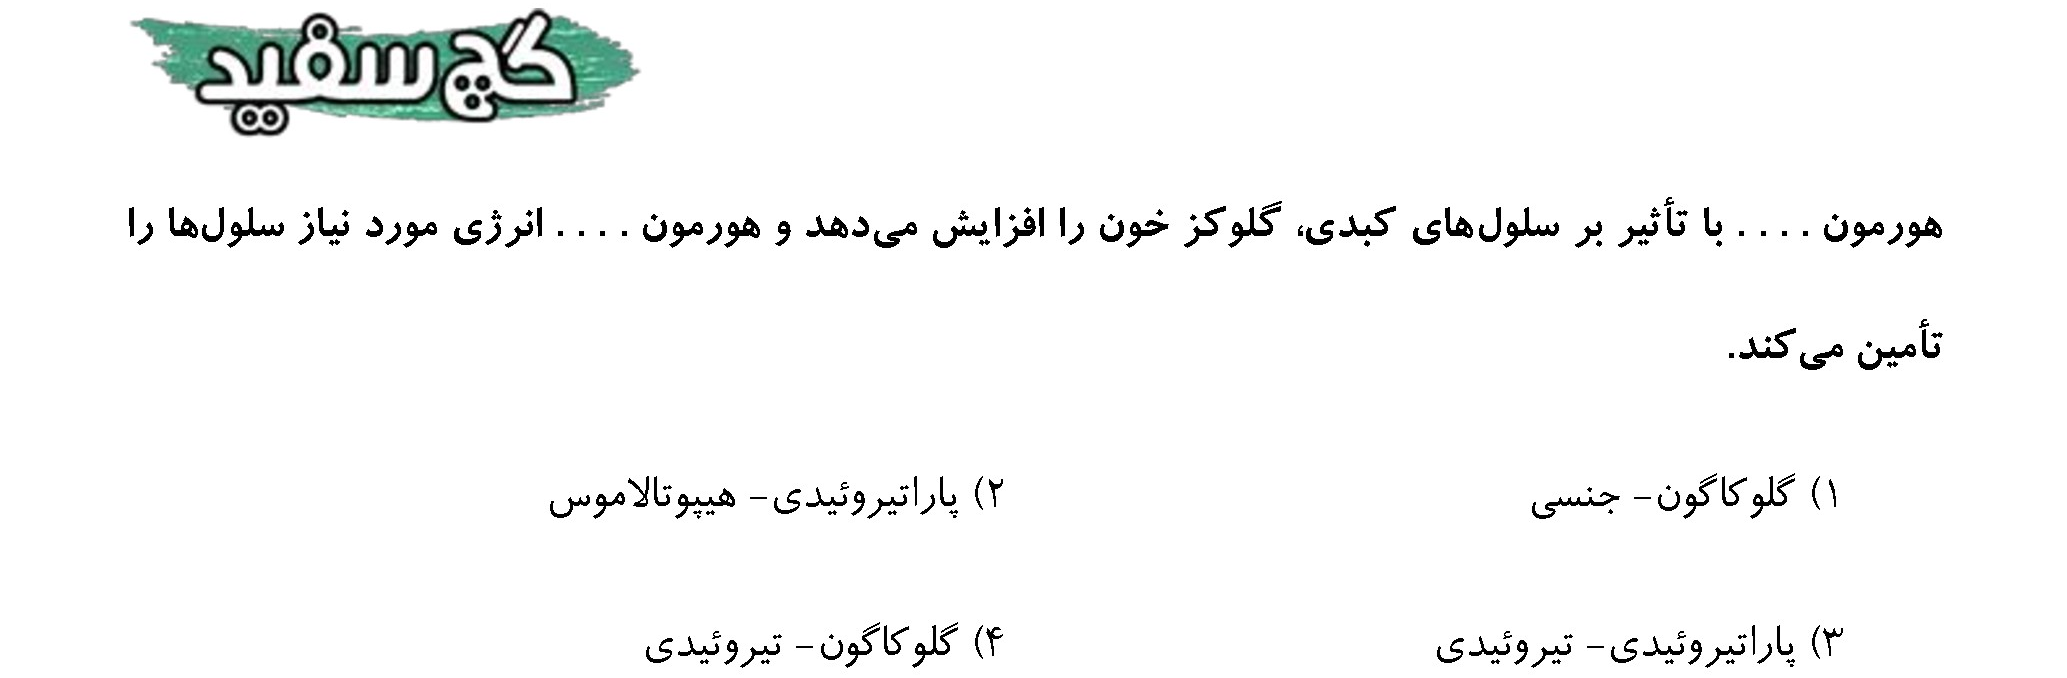 گچ سفید
هورمون .... با تأثیر بر سلول‌های کبدی، گلوکز خون را افزایش می‌دهد و هورمون .... انرژی مورد نیاز سلول‌ها را
تأمین می‌کند.
۱) گلوکاگون- جنسی ۲) پاراتیروئیدی- هیپوتالاموس
۳) پاراتیروئیدی- تیروئیدی ۴) گلوکاگون- تیروئیدی